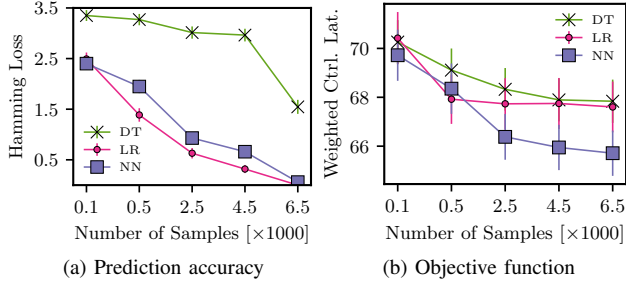 Hamming Loss
3.5
2.5
1.5
0.5
DT
LR
NN
0.1 0.5 2.5 4.5 6.5
Number of Samples [×1000]
(a) Prediction accuracy
Weighted Ctrl. Lat.
70
68
66
DT
LR
NN
0.1 0.5 2.5 4.5 6.5
Number of Samples [×1000]
(b) Objective function